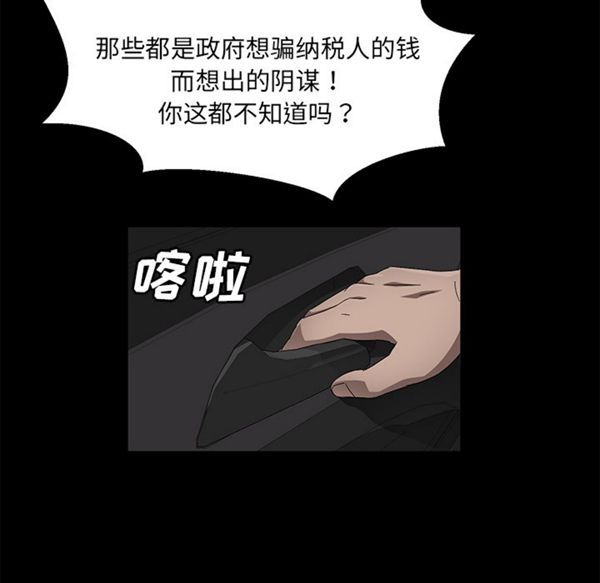 那些都是政府想骗纳税人的钱
而想出的阴谋！
你这都不知道吗？
喀啦